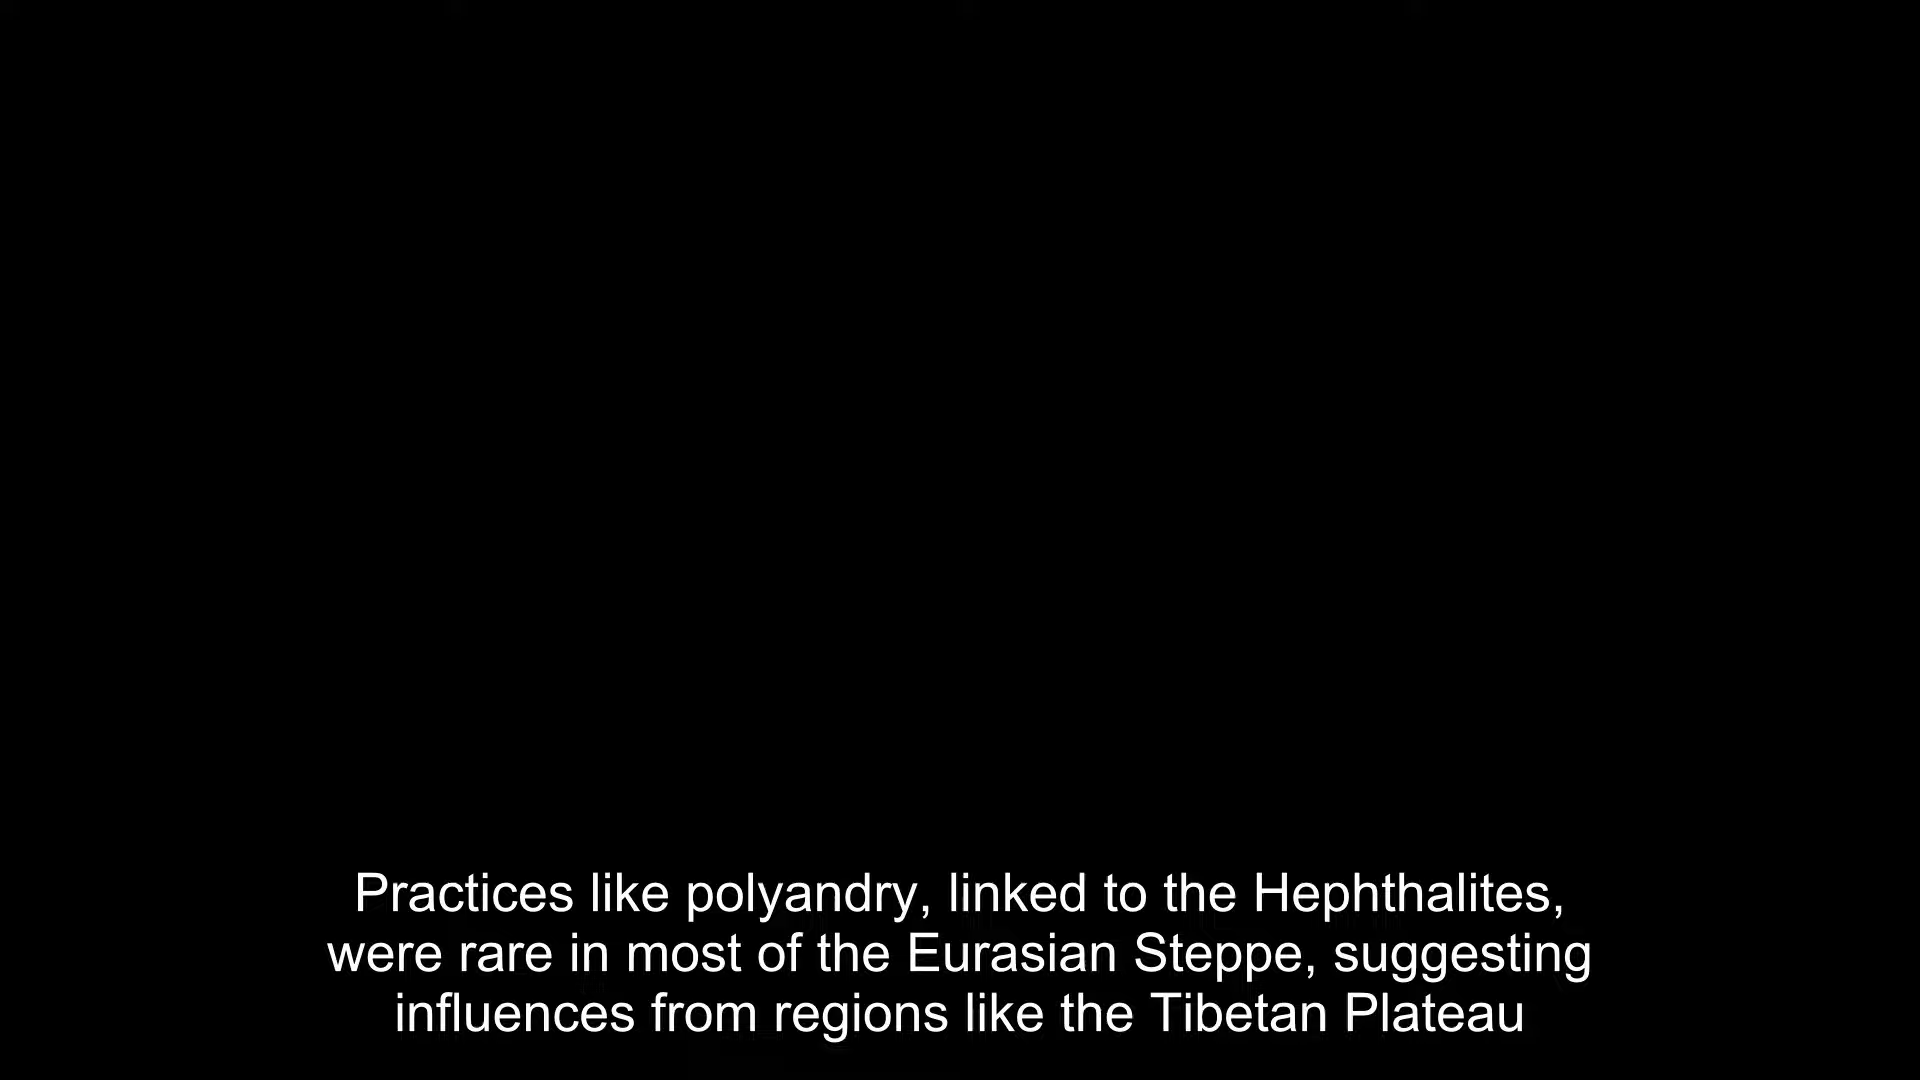 Practices like polyandry, linked to the Hephthalites,
were rare in most of the Eurasian Steppe, suggesting
influences from regions like the Tibetan Plateau